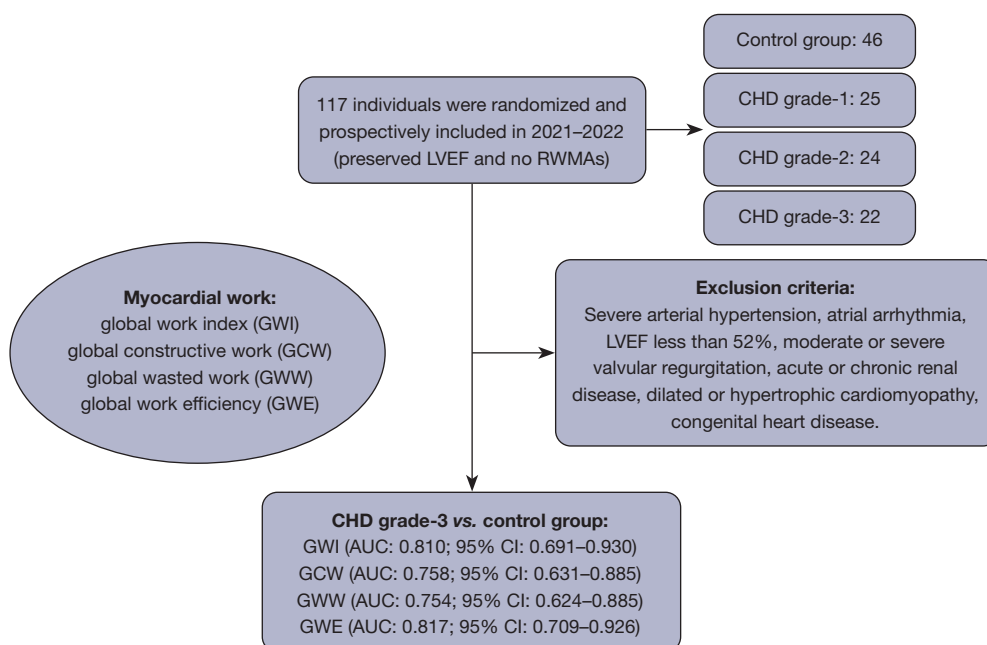 117 individuals were randomized and
prospectively included in 2021–2022
(preserved LVEF and no RWMAs)
Control group: 46
CHD grade-1: 25
CHD grade-2: 24
CHD grade-3: 22
Myocardial work:
global work index (GWI)
global constructive work (GCW)
global wasted work (GWW)
global work efficiency (GWE)
Exclusion criteria:
Severe arterial hypertension, atrial arrhythmia,
LVEF less than 52%, moderate or severe
valvular regurgitation, acute or chronic renal
disease, dilated or hypertrophic cardiomyopathy,
congenital heart disease.
CHD grade-3 vs. control group:
GWI (AUC: 0.810; 95% CI: 0.691–0.930)
GCW (AUC: 0.758; 95% CI: 0.631–0.885)
GWW (AUC: 0.754; 95% CI: 0.624–0.885)
GWE (AUC: 0.817; 95% CI: 0.709–0.926)